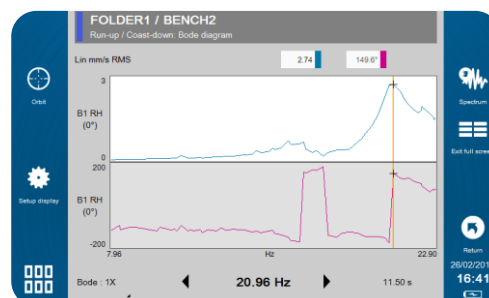 FOLDER1 / BENCH2
Run-up / Coast-down: Bode diagram
Lin mm/s RMS
2.74
149.6°
3
B1 RH
(0°)
0
200
B1 RH
(0°)
-200
7.96
Hz
22.90
Bode : 1X
20.96 Hz
11.50 s
Orbit
Setup display
Spectrum
Exit full scree
Return
26/02/201
16:41